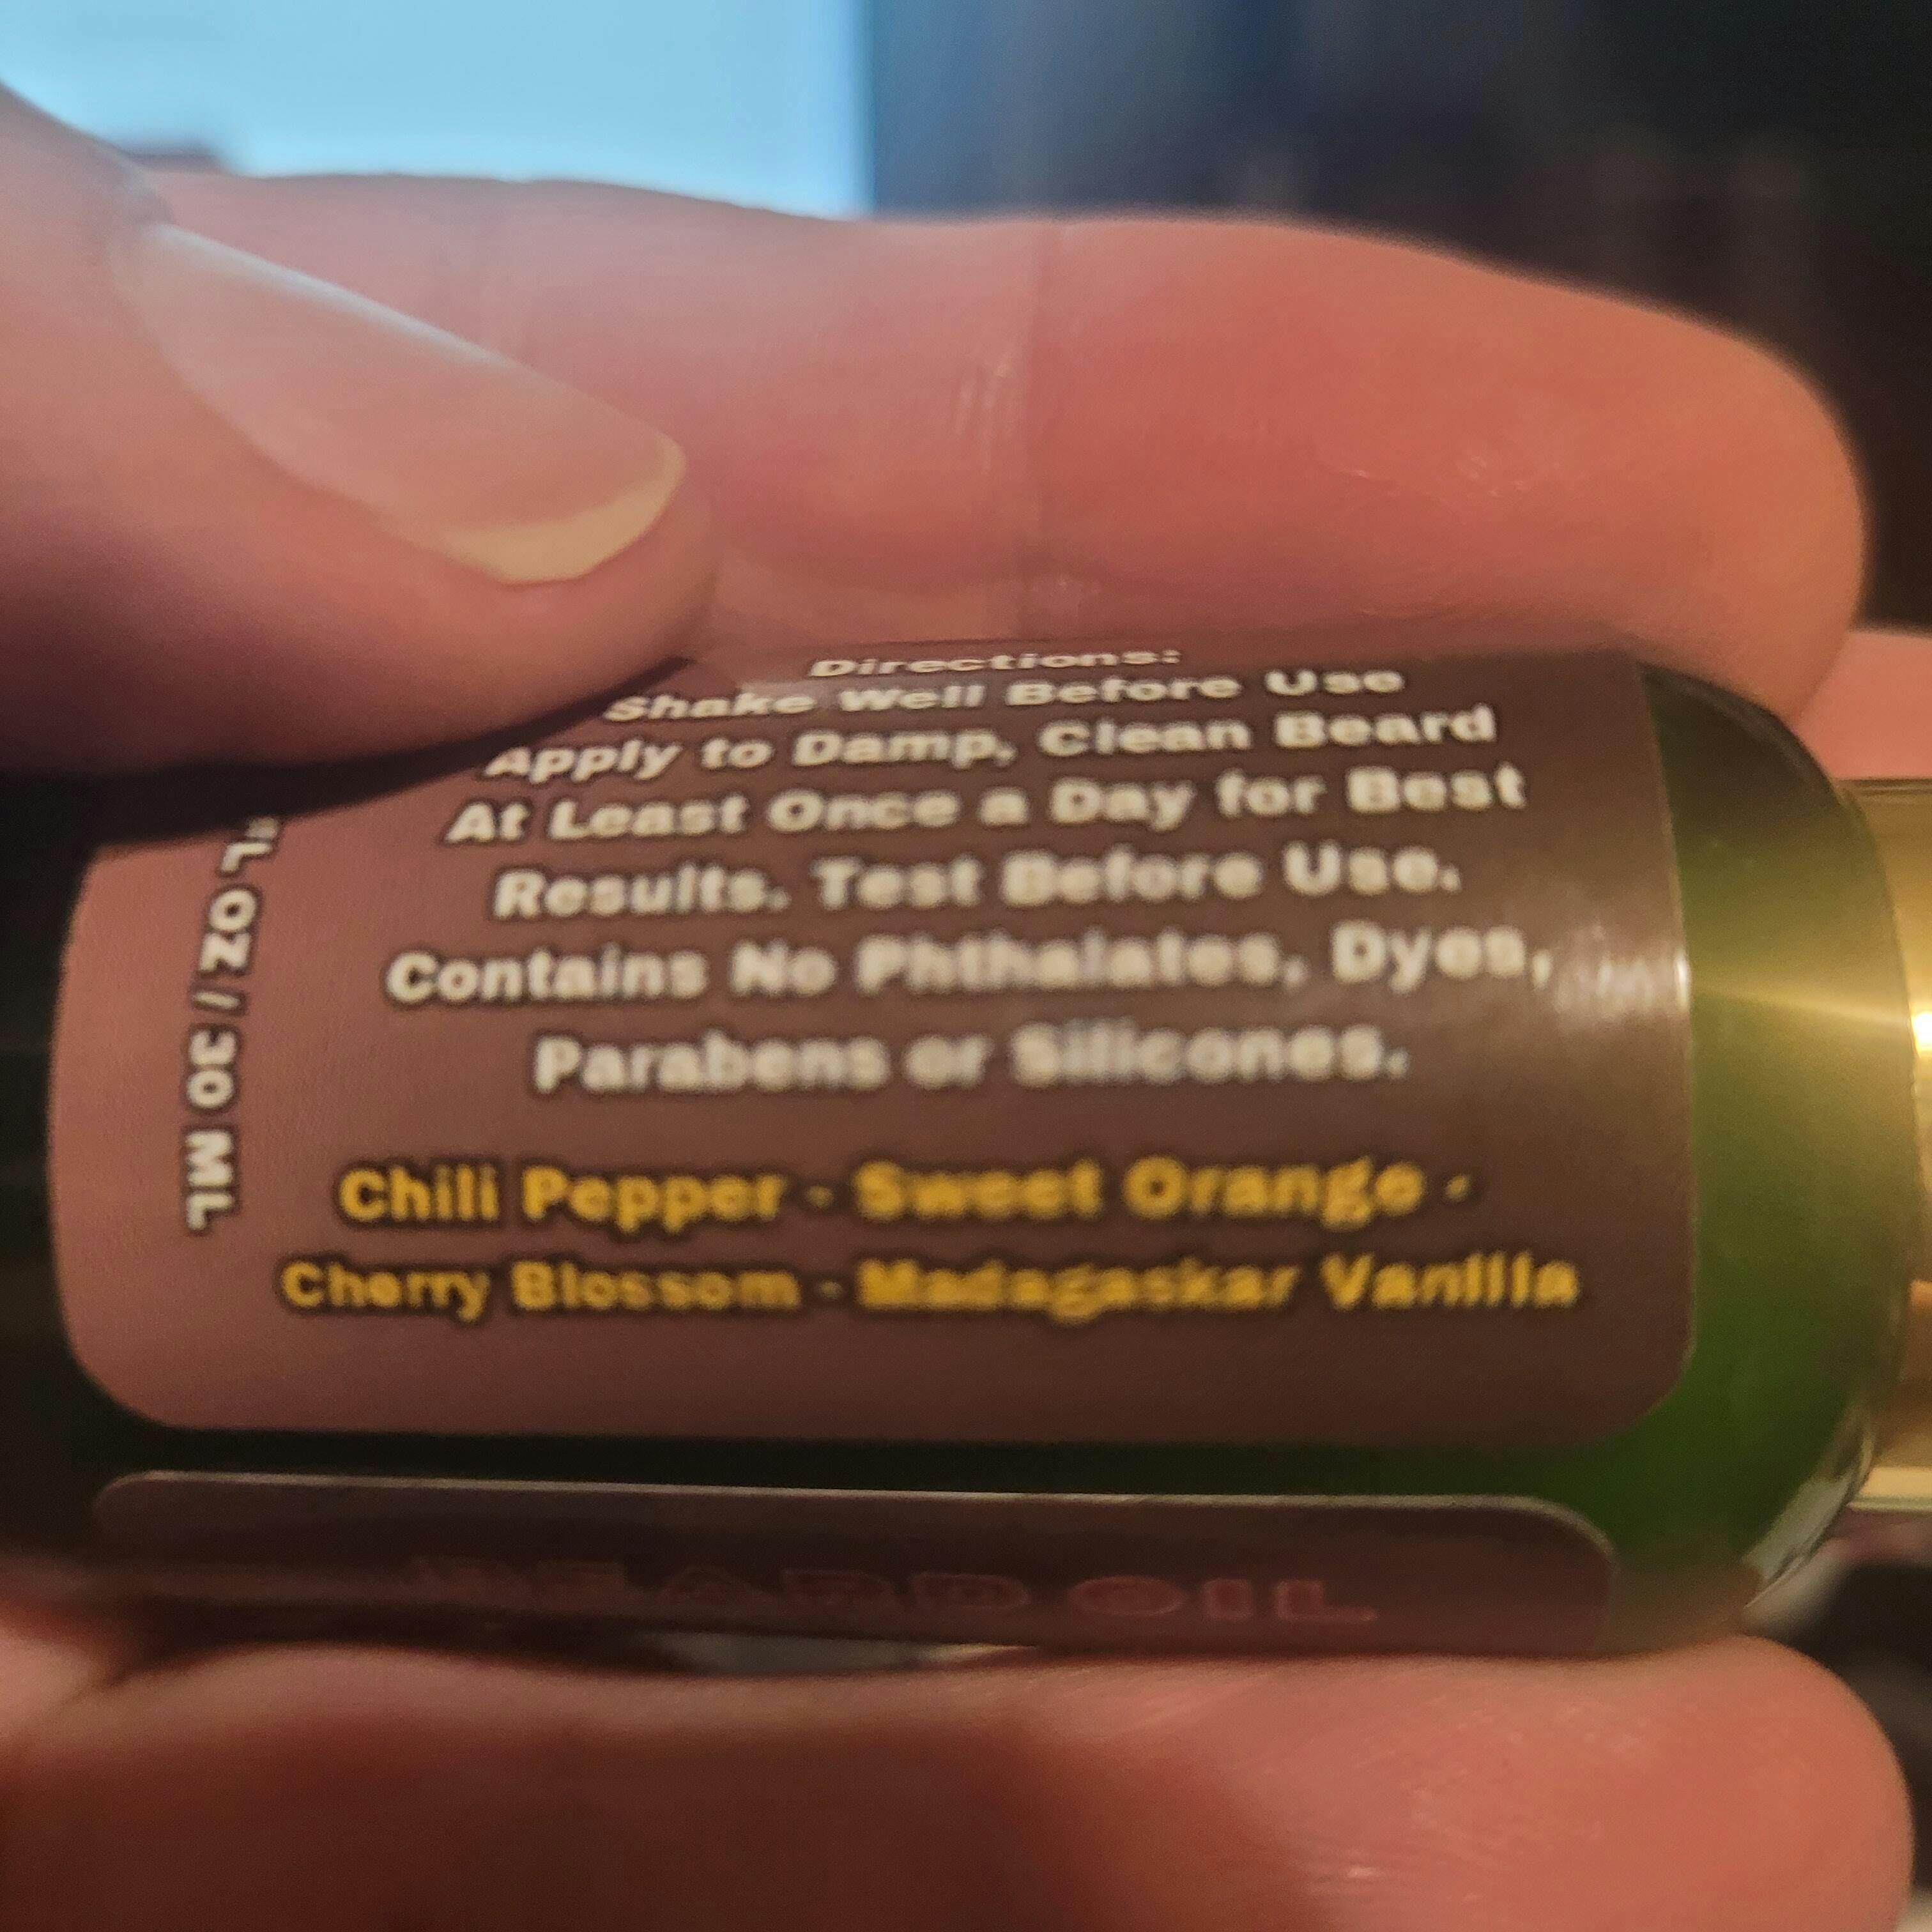 Directions:
Shake Well Before Use
Apply to Damp, Clean Beard
At Least Once a Day for Best
Results. Test Before Use.
Contains No Phthalates, Dyes,
Parabens or Silicones.
Chili Pepper - Sweet Orange -
Cherry Blossom - Madagaskar Vanilla
FL OZ / 30 ML
BEARD OIL